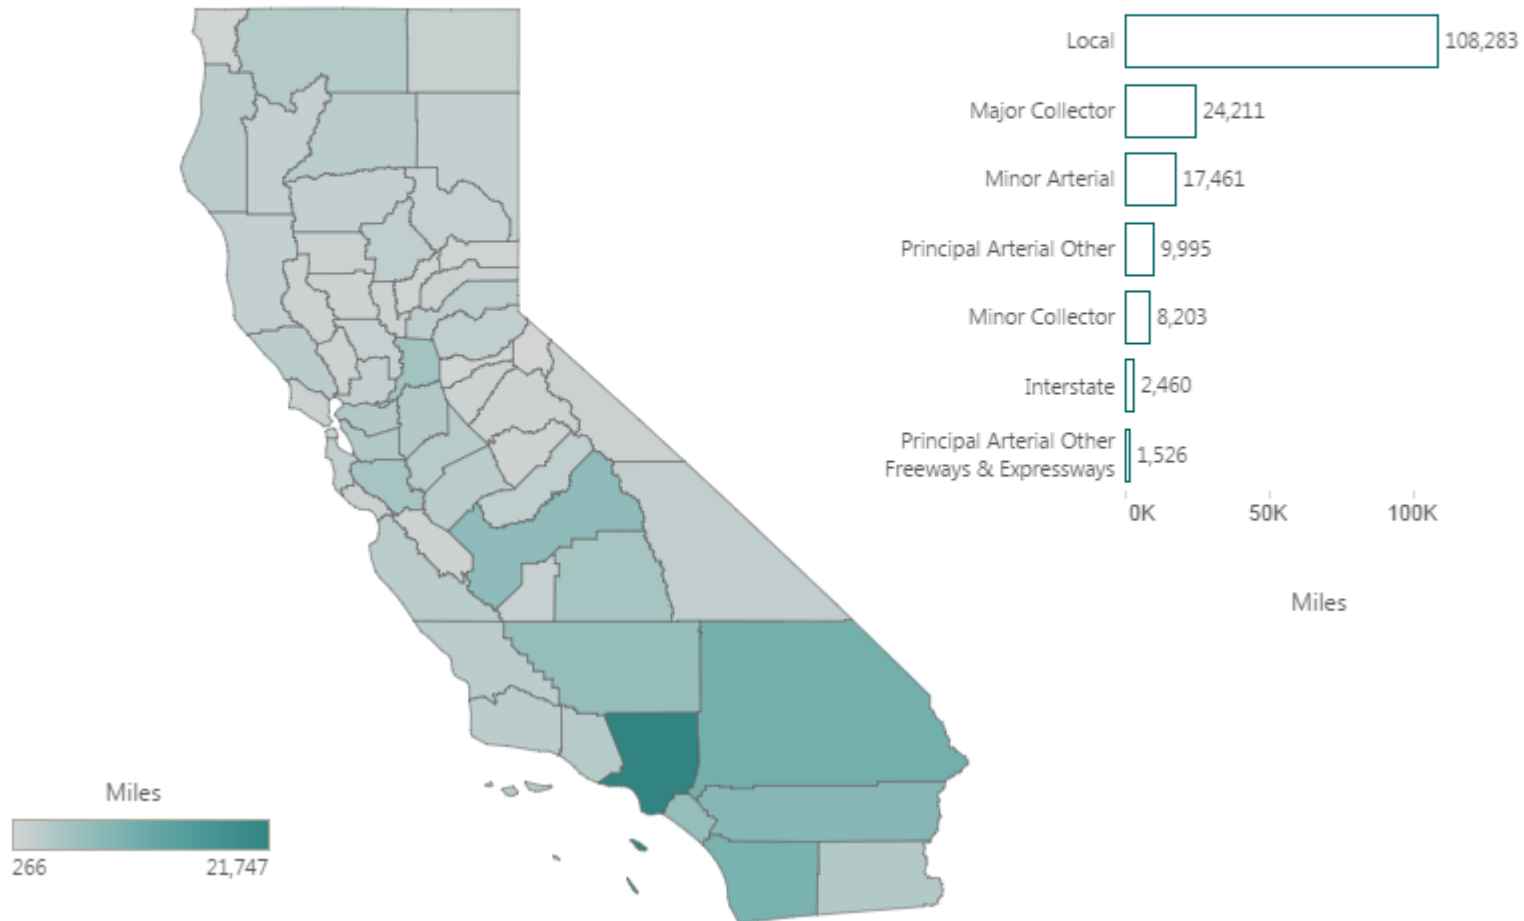 Local
108,283
Major Collector
24,211
Minor Arterial
17,461
Principal Arterial Other
9,995
Minor Collector
8,203
Interstate
2,460
Principal Arterial Other
Freeways & Expressways
1,526
0K 50K 100K
Miles
Miles
266 21,747